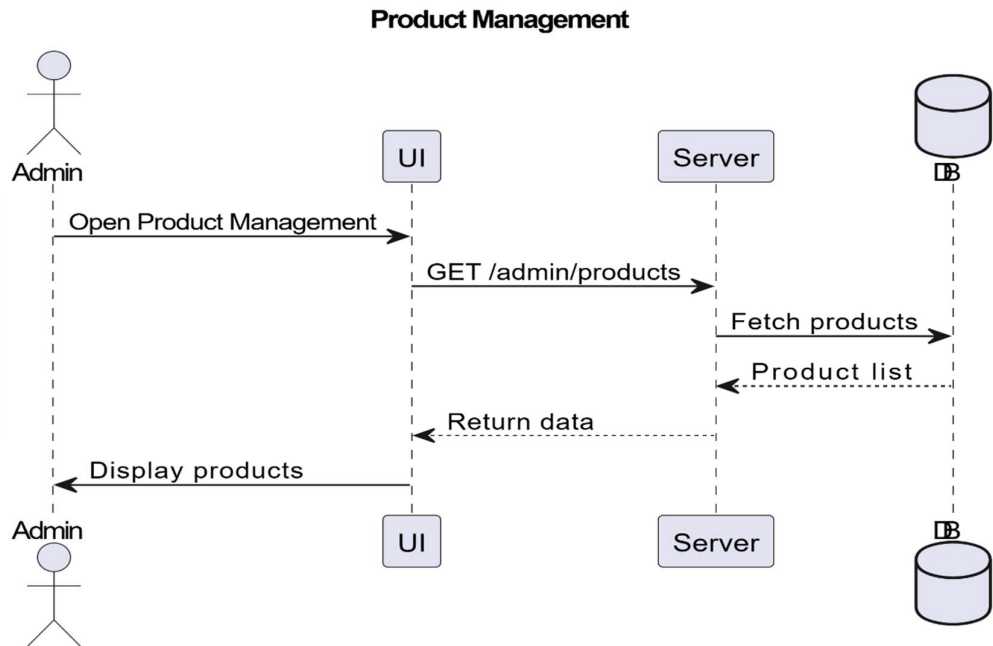 Product Management
Admin
UI
Server
DB
Open Product Management
GET /admin/products
Fetch products
Product list
Return data
Display products
Admin
UI
Server
DB